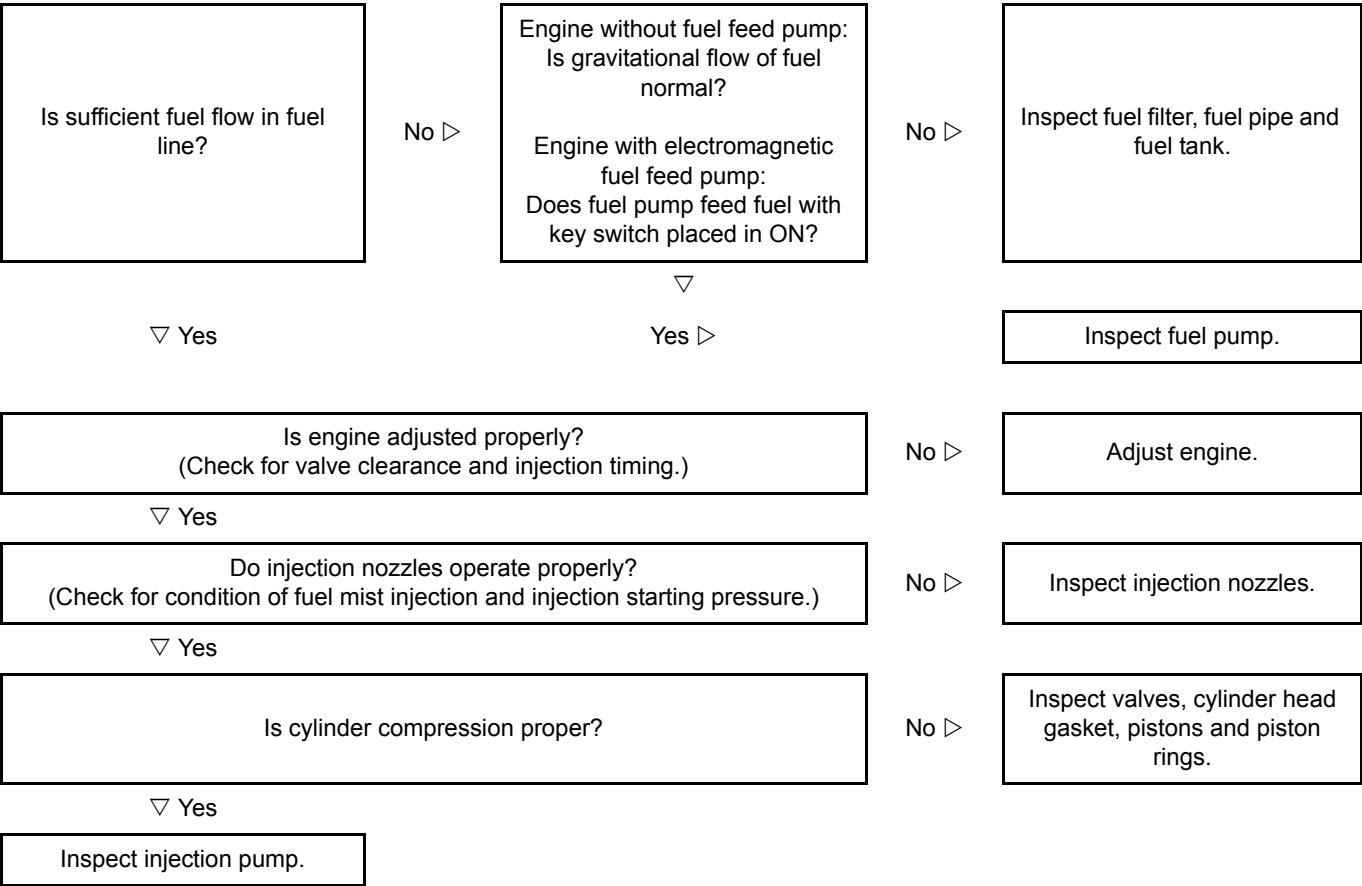 Is sufficient fuel flow in fuel
line?
No ▷
Engine without fuel feed pump:
Is gravitational flow of fuel
normal?
Engine with electromagnetic
fuel feed pump:
Does fuel pump feed fuel with
key switch placed in ON?
No ▷
Inspect fuel filter, fuel pipe and
fuel tank.
▽
▽ Yes
Yes ▷
Inspect fuel pump.
Is engine adjusted properly?
(Check for valve clearance and injection timing.)
No ▷
Adjust engine.
▽ Yes
Do injection nozzles operate properly?
(Check for condition of fuel mist injection and injection starting pressure.)
No ▷
Inspect injection nozzles.
▽ Yes
Is cylinder compression proper?
No ▷
Inspect valves, cylinder head
gasket, pistons and piston
rings.
▽ Yes
Inspect injection pump.